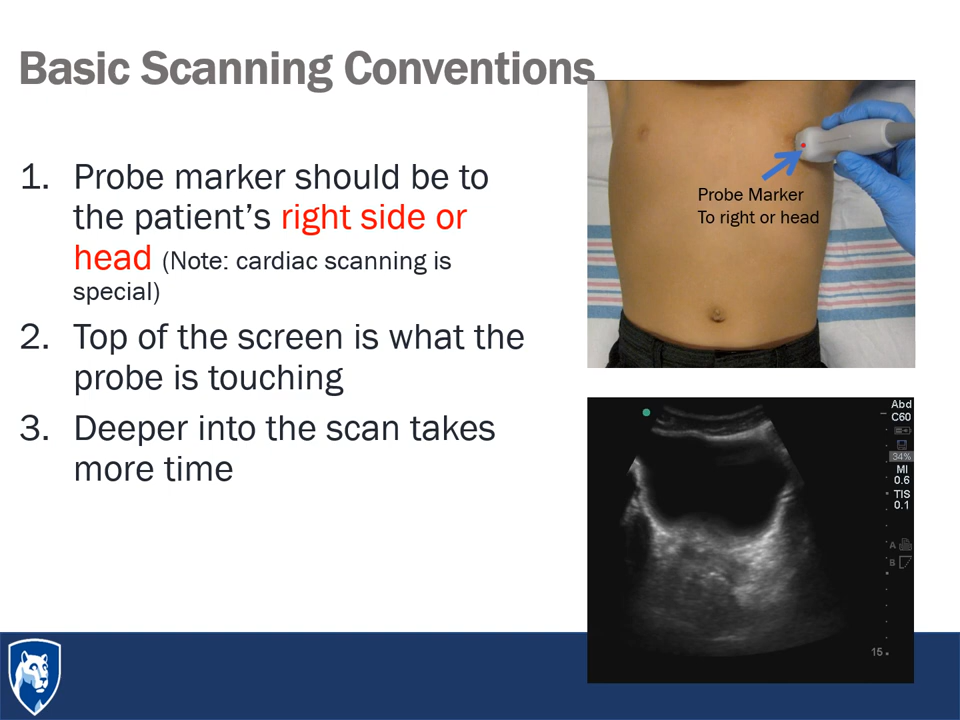 Basic Scanning Conventions
1. Probe marker should be to
the patient’s right side or
head (Note: cardiac scanning is
special)
2. Top of the screen is what the
probe is touching
3. Deeper into the scan takes
more time
Probe Marker
To right or head
Abd
C60
34%
MI
0.6
TIS
0.1
A
B
15